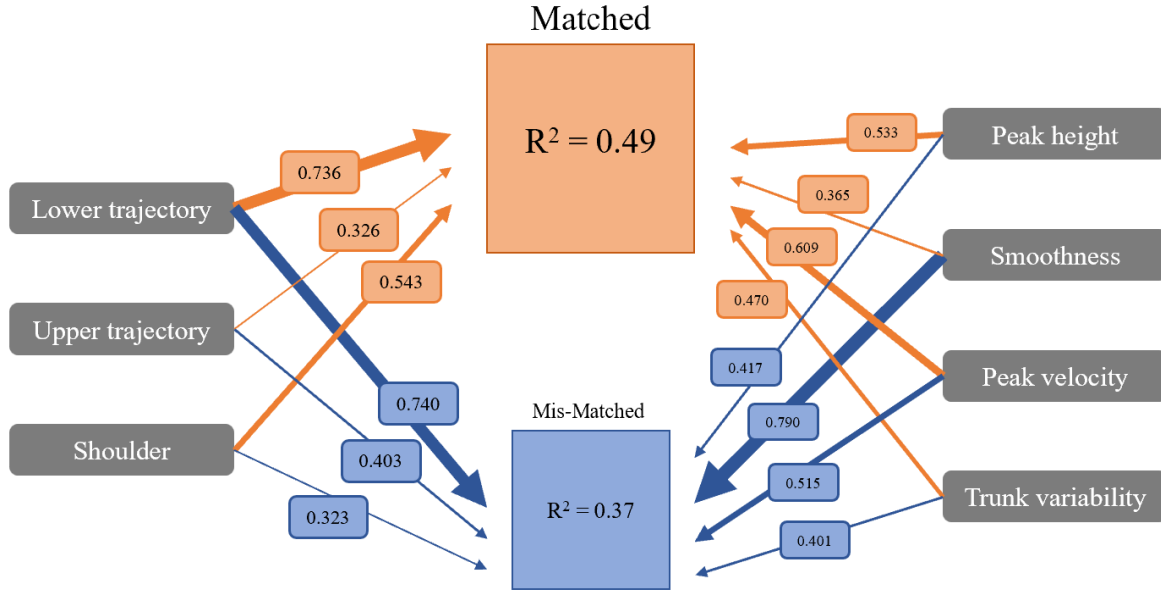 Matched
R² = 0.49
0.533
Peak height
0.736
0.365
Lower trajectory
0.326
0.609
Smoothness
0.543
0.470
Upper trajectory
0.417
Peak velocity
0.740
Mis-Matched
0.790
Shoulder
0.403
0.515
Trunk variability
0.323
R² = 0.37
0.401